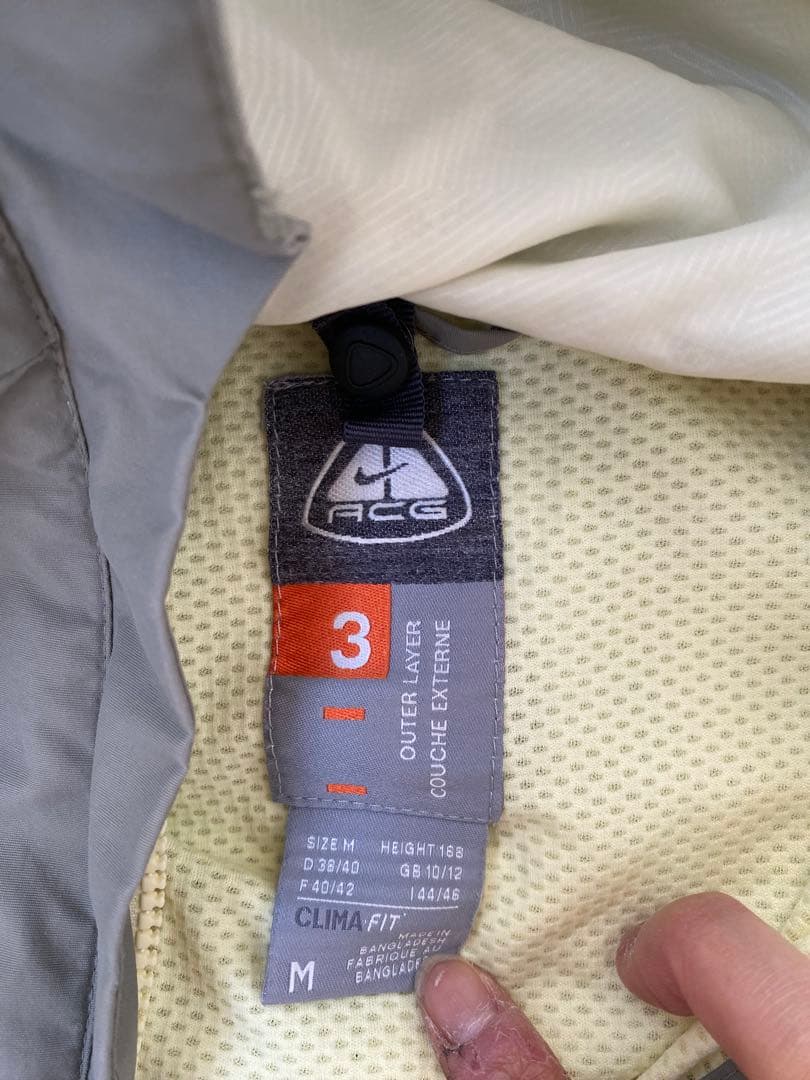 ACG
3
OUTER LAYER
COUCHE EXTERNE
SIZE M HEIGHT 168
D 38/40 GB 10/12
F 40/42 I 44/46
CLIMA-FIT
MADE IN
BANGLADESH
FABRIQUE AU
M